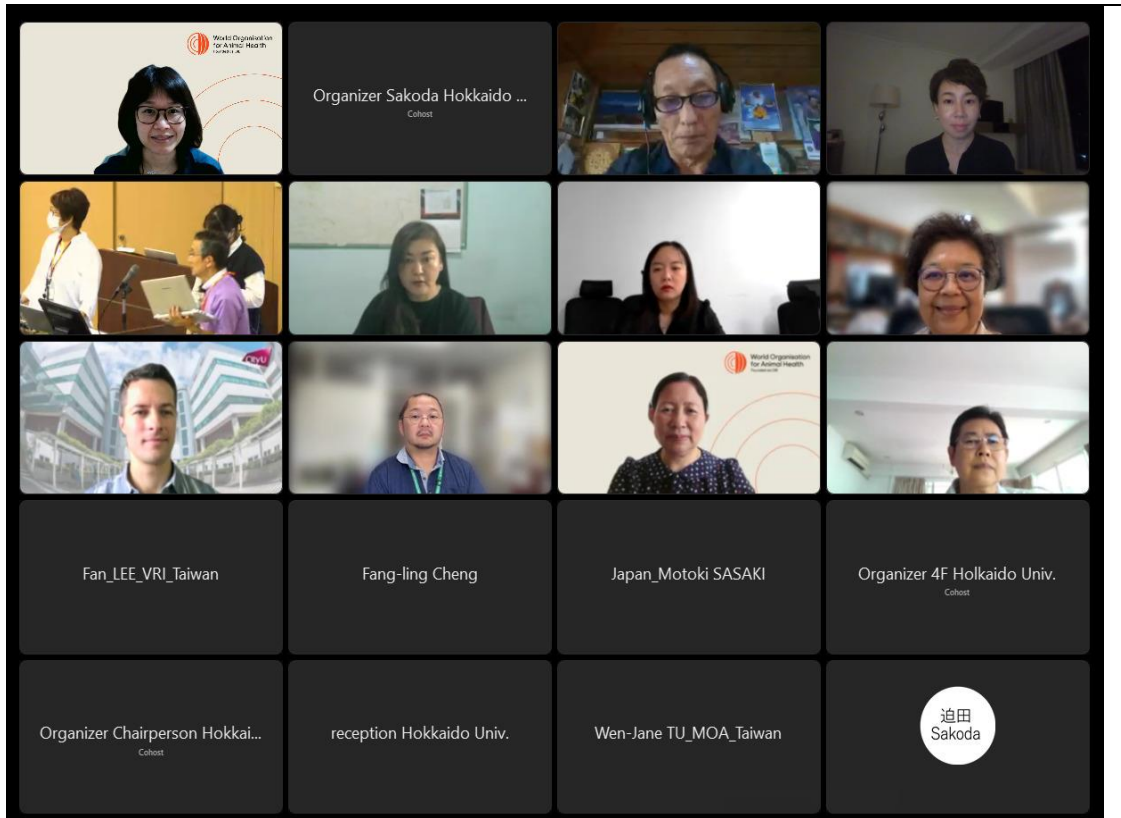 World Organisation
for Animal Health
Organizer Sakoda Hokkaido ...
Cohost
CityU
World Organisation
for Animal Health
Fan_LEE_VRI_Taiwan
Fang-ling Cheng
Japan_Motoki SASAKI
Organizer 4F Holkaido Univ.
Cohost
Organizer Chairperson Hokkai...
Cohost
reception Hokkaido Univ.
Wen-Jane TU_MOA_Taiwan
迫田
Sakoda